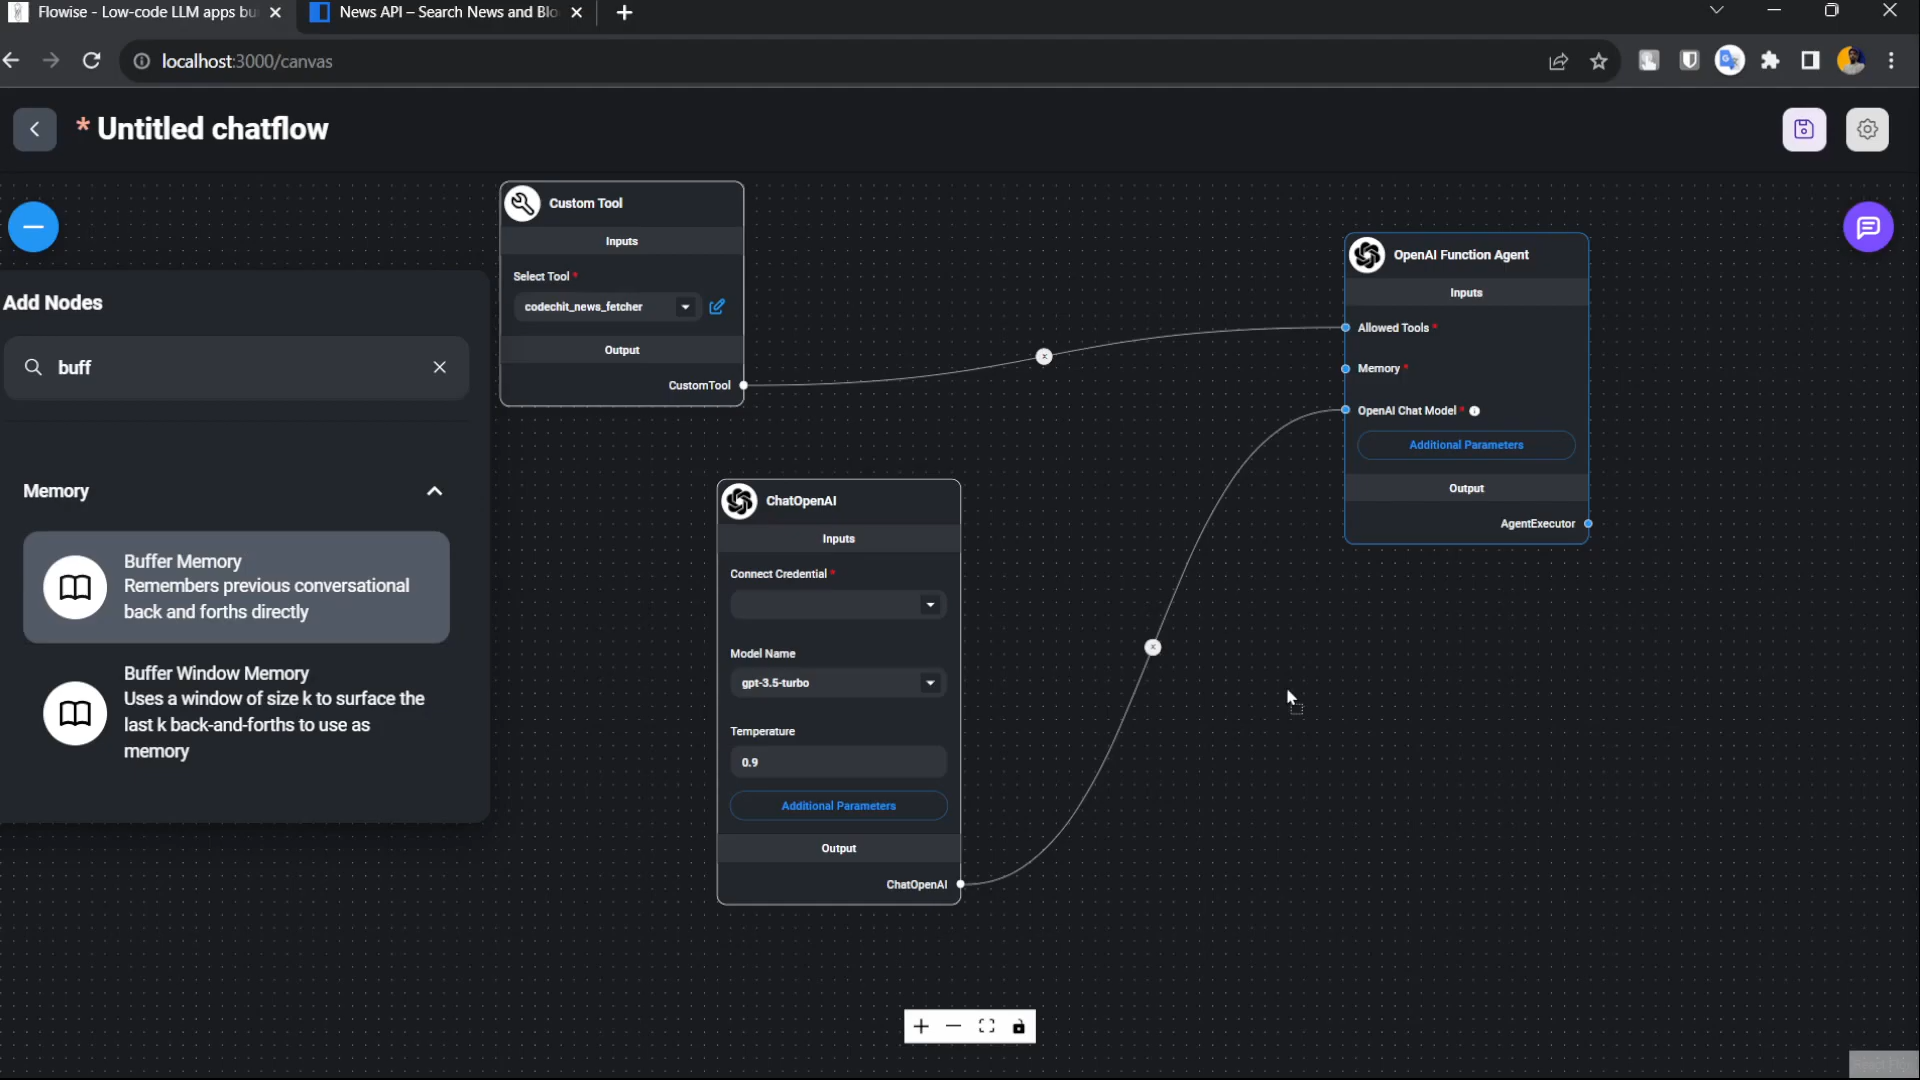 Flowise - Low-code LLM apps bu
News API – Search News and Blo
localhost:3000/canvas
* Untitled chatflow
Add Nodes
buff
Memory
Buffer Memory
Remembers previous conversational
back and forths directly
Buffer Window Memory
Uses a window of size k to surface the
last k back-and-forths to use as
memory
Custom Tool
Inputs
Select Tool *
codechit_news_fetcher
Output
CustomTool
ChatOpenAI
Inputs
Connect Credential *
Model Name
gpt-3.5-turbo
Temperature
0.9
Additional Parameters
Output
ChatOpenAI
OpenAI Function Agent
Inputs
Allowed Tools *
Memory *
OpenAI Chat Model *
Additional Parameters
Output
AgentExecutor